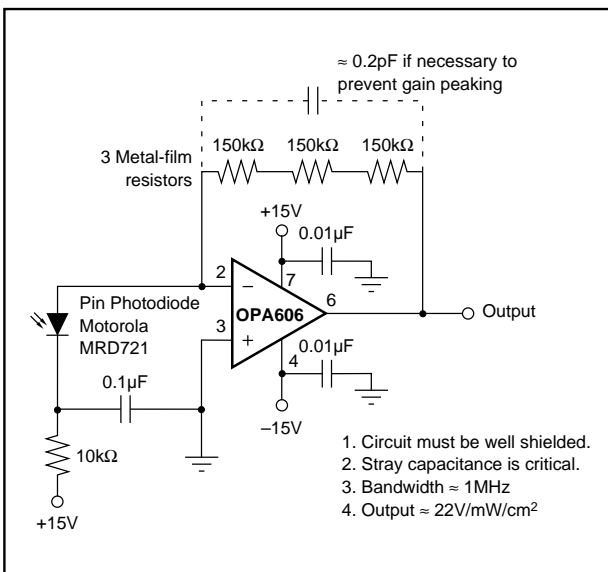 ≈ 0.2pF if necessary to
prevent gain peaking
3 Metal-film
resistors
150kΩ
150kΩ
150kΩ
+15V
0.01µF
7
2
−
OPA606
6
Output
3
+
Pin Photodiode
Motorola
MRD721
0.01µF
4
0.1µF
–15V
10kΩ
+15V
1. Circuit must be well shielded.
2. Stray capacitance is critical.
3. Bandwidth ≈ 1MHz
4. Output ≈ 22V/mW/cm²